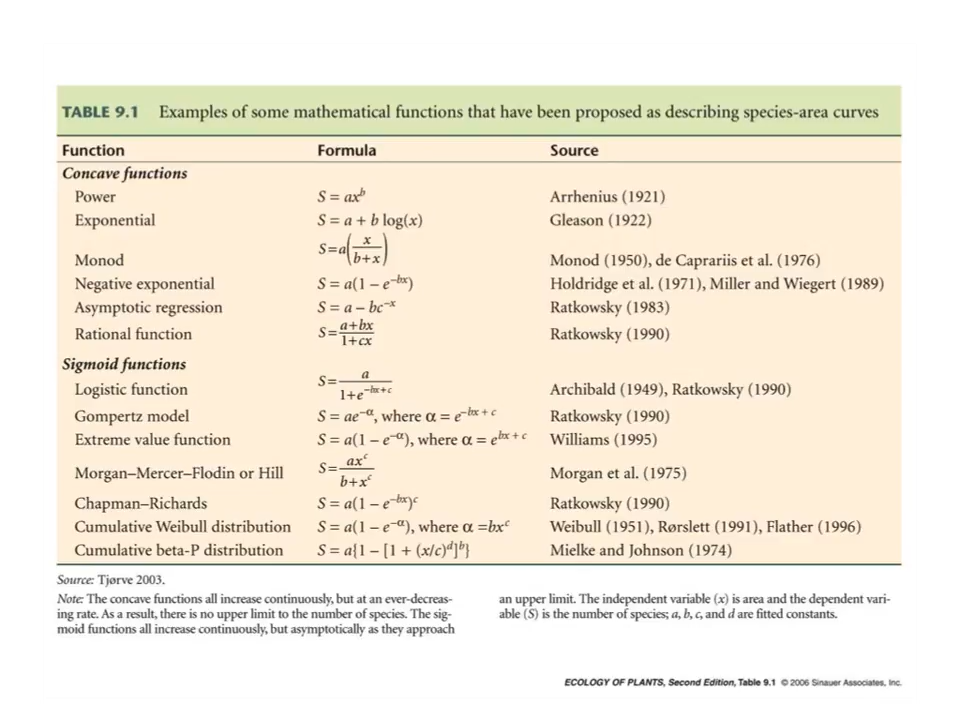 TABLE 9.1 Examples of some mathematical functions that have been proposed as describing species-area curves
Function Formula Source
Concave functions
Power S = ax^b Arrhenius (1921)
Exponential S = a + b log(x) Gleason (1922)
Monod S=a(x/(b+x)) Monod (1950), de Caprariis et al. (1976)
Negative exponential S = a(1 – e^–bx) Holdridge et al. (1971), Miller and Wiegert (1989)
Asymptotic regression S = a – bc^–x Ratkowsky (1983)
Rational function S=(a+bx)/(1+cx) Ratkowsky (1990)
Sigmoid functions
Logistic function S=a/(1+e^–bx+c) Archibald (1949), Ratkowsky (1990)
Gompertz model S = ae^–α, where α = e^–bx + c Ratkowsky (1990)
Extreme value function S = a(1 – e^–α), where α = e^bx + c Williams (1995)
Morgan–Mercer–Flodin or Hill S=ax^c/(b+x^c) Morgan et al. (1975)
Chapman–Richards S = a(1 – e^–bx)^c Ratkowsky (1990)
Cumulative Weibull distribution S = a(1 – e^–α), where α =bx^c Weibull (1951), Rørslett (1991), Flather (1996)
Cumulative beta-P distribution S = a{1 – [1 + (x/c)^d]^b} Mielke and Johnson (1974)
Source: Tjørve 2003.
Note: The concave functions all increase continuously, but at an ever-decreas-
ing rate. As a result, there is no upper limit to the number of species. The sig-
moid functions all increase continuously, but asymptotically as they approach
an upper limit. The independent variable (x) is area and the dependent vari-
able (S) is the number of species; a, b, c, and d are fitted constants.
ECOLOGY OF PLANTS, Second Edition, Table 9.1 © 2006 Sinauer Associates, Inc.